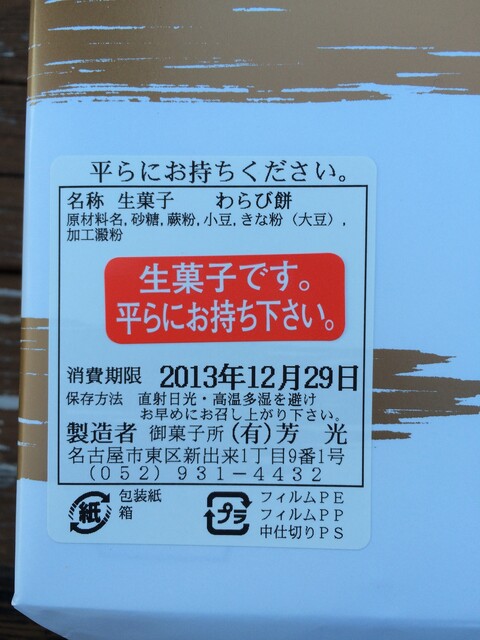 平らにお持ちください。
名称 生菓子 わらび餅
原材料名,砂糖,蕨粉,小豆,きな粉(大豆),
加工澱粉
生菓子です。
平らにお持ち下さい。
消費期限 2013年12月29日
保存方法 直射日光・高温多湿を避け
お早めにお召し上がり下さい。
製造者 御菓子所(有)芳 光
名古屋市東区新出来1丁目9番1号
(052)931-4432
紙 包装紙
箱
プラ フィルムPE
フィルムPP
中仕切りPS